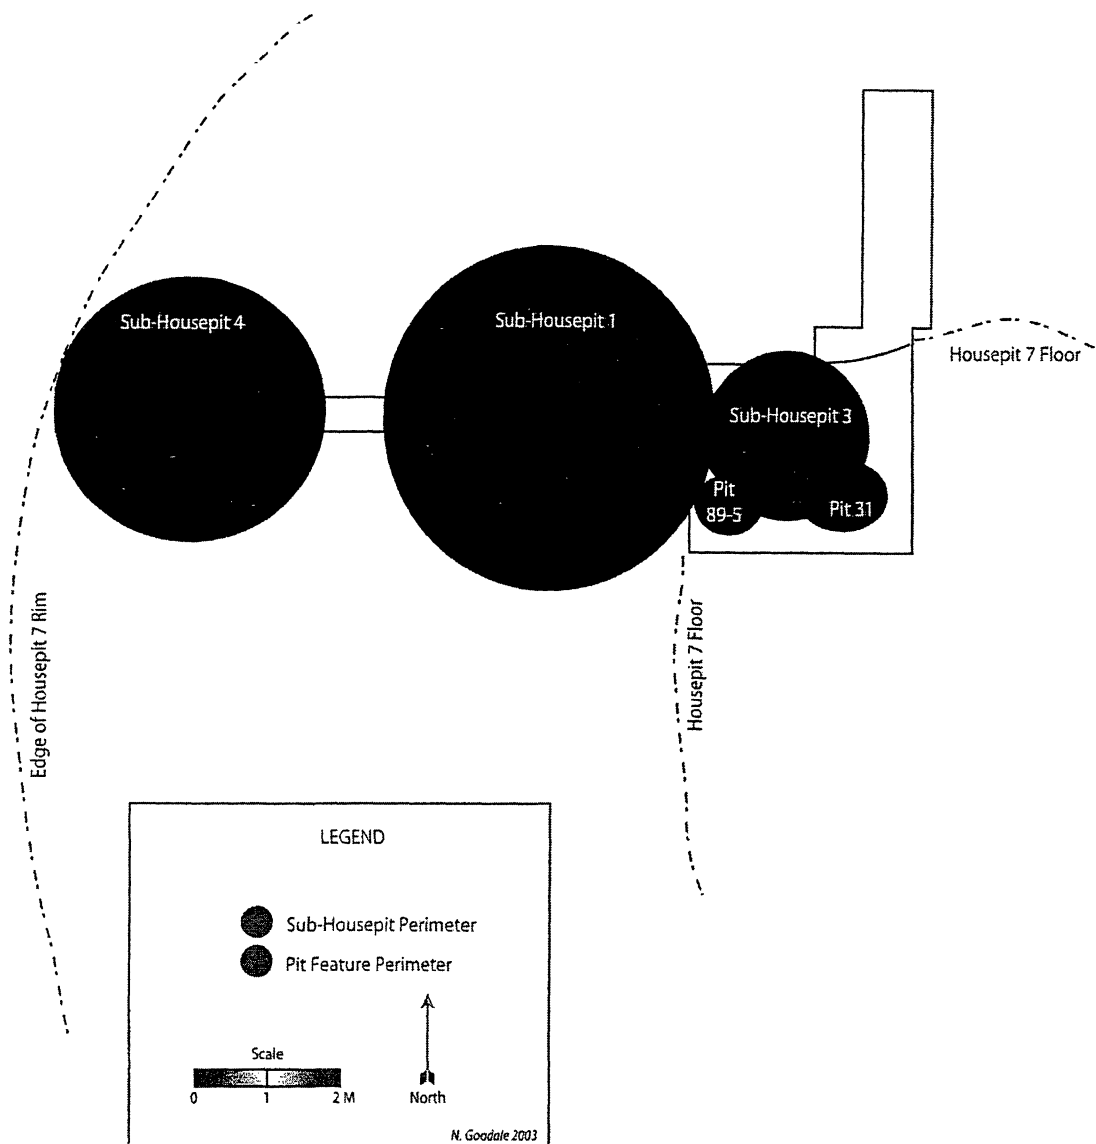 Sub-Housepit 4
Sub-Housepit 1
Housepit 7 Floor
Sub-Housepit 3
Pit
89-5
Pit 31
Edge of Housepit 7 Rim
Housepit 7 Floor
LEGEND
Sub-Housepit Perimeter
Pit Feature Perimeter
Scale
0 1 2 M
North
N. Goodale 2003